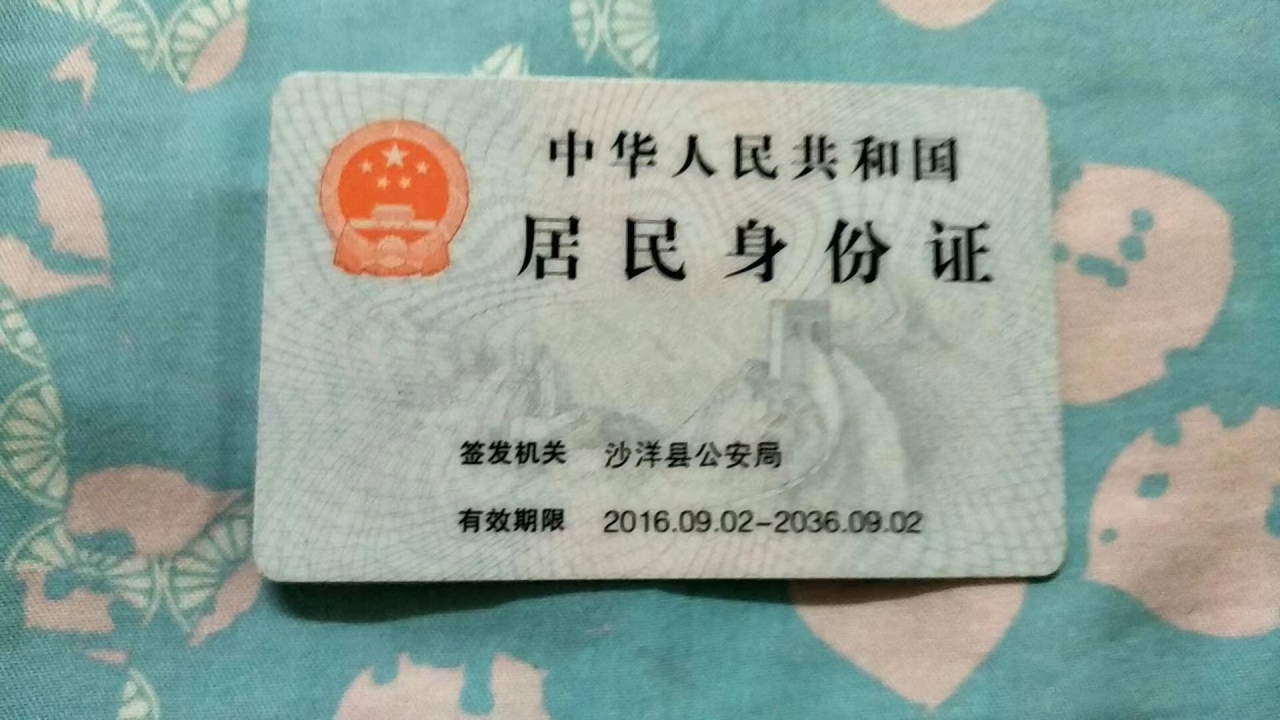 中华人民共和国
居民身份证
签发机关 沙洋县公安局
有效期限 2016.09.02-2036.09.02